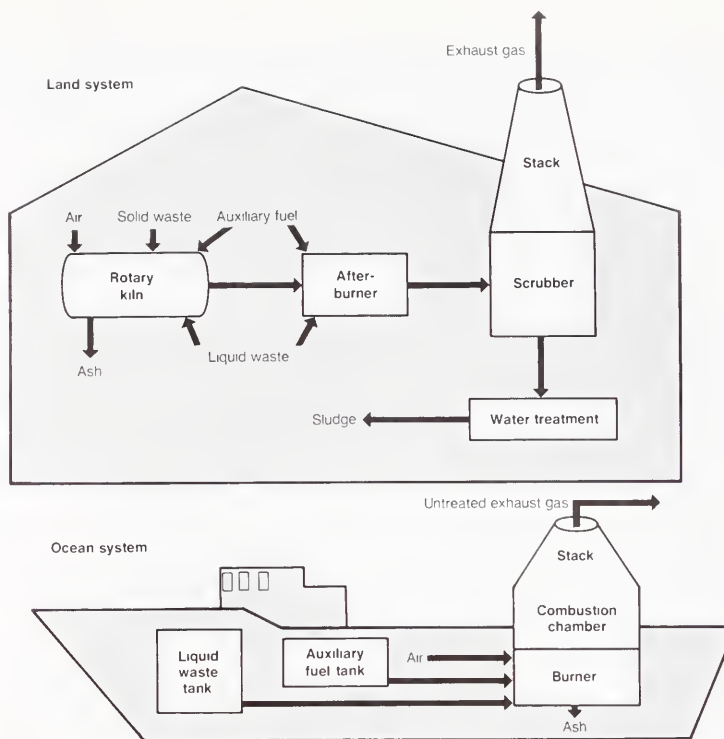 Exhaust gas
Land system
Stack
Air
Solid waste
Auxiliary fuel
Rotary
kiln
After-
burner
Scrubber
Liquid waste
Ash
Sludge
Water treatment
Untreated exhaust gas
Ocean system
Stack
Combustion
chamber
Liquid
waste
tank
Auxiliary
fuel tank
Air
Burner
Ash